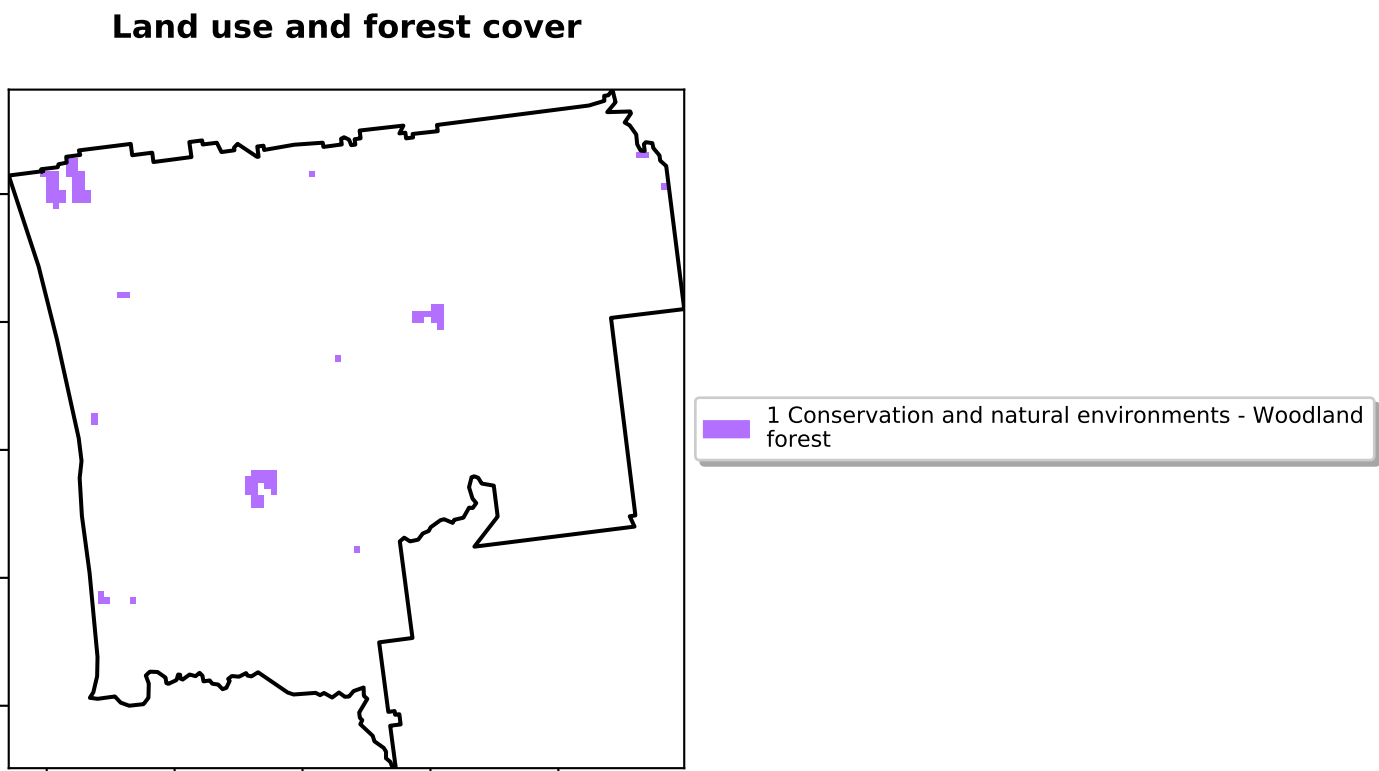 Land use and forest cover
1 Conservation and natural environments - Woodland
forest